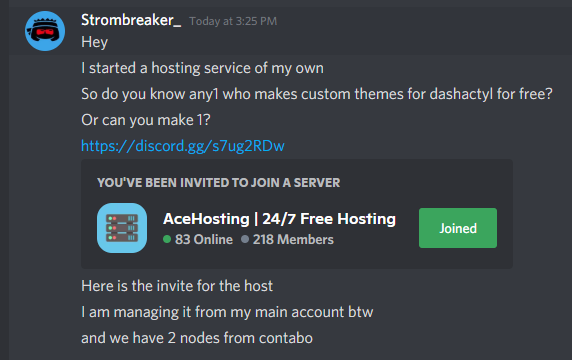 Strombreaker_ Today at 3:25 PM
Hey
I started a hosting service of my own
So do you know any1 who makes custom themes for dashactyl for free?
Or can you make 1?
https://discord.gg/s7ug2RDw
YOU'VE BEEN INVITED TO JOIN A SERVER
AceHosting | 24/7 Free Hosting
83 Online 218 Members
Joined
Here is the invite for the host
I am managing it from my main account btw
and we have 2 nodes from contabo